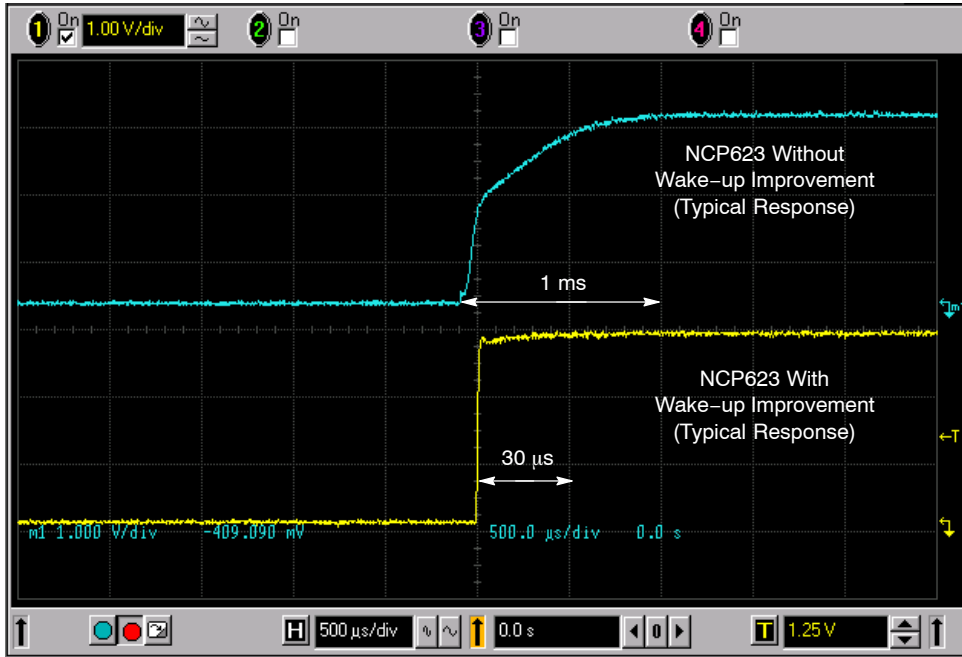 1 On 1.00 V/div 2 On 3 On 4 On
NCP623 Without
Wake−up Improvement
(Typical Response)
1 ms
m1
NCP623 With
Wake−up Improvement
(Typical Response)
T
30 μs
m1 1.000 V/div -409.090 mV 500.0 μs/div 0.0 s
H 500 μs/div 0.0 s 0 T 1.25 V